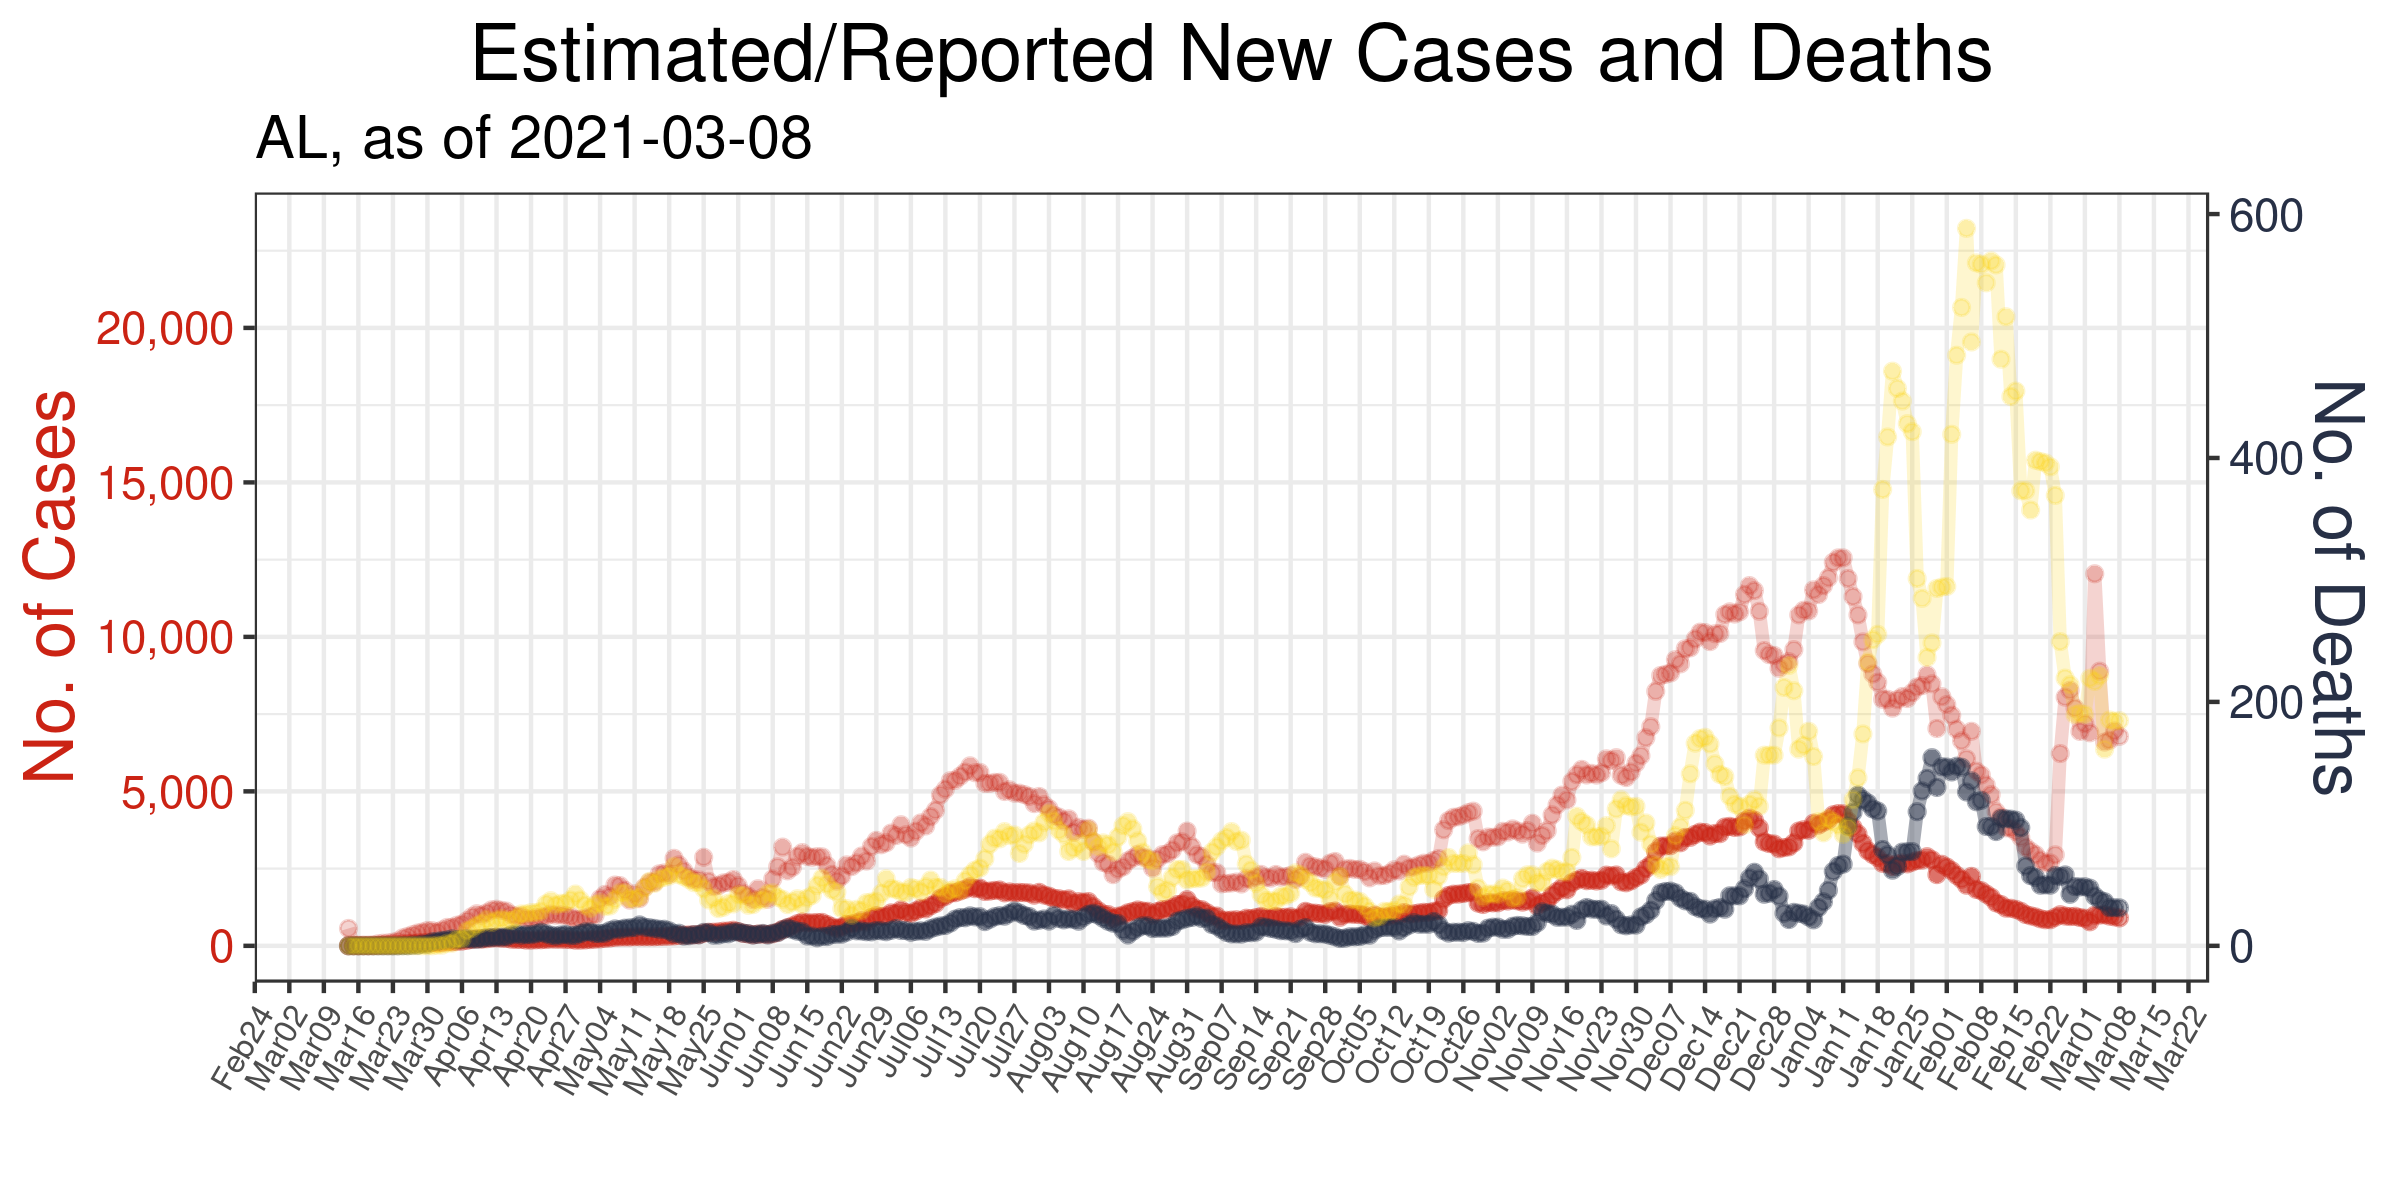 Estimated/Reported New Cases and Deaths
AL, as of 2021-03-08
No. of Cases
20,000
15,000
10,000
5,000
0
600
400
200
0
No. of Deaths
Feb24
Mar02
Mar09
Mar16
Mar23
Mar30
Apr06
Apr13
Apr20
Apr27
May04
May11
May18
May25
Jun01
Jun08
Jun15
Jun22
Jun29
Jul06
Jul13
Jul20
Jul27
Aug03
Aug10
Aug17
Aug24
Aug31
Sep07
Sep14
Sep21
Sep28
Oct05
Oct12
Oct19
Oct26
Nov02
Nov09
Nov16
Nov23
Nov30
Dec07
Dec14
Dec21
Dec28
Jan04
Jan11
Jan18
Jan25
Feb01
Feb08
Feb15
Feb22
Mar01
Mar08
Mar15
Mar22